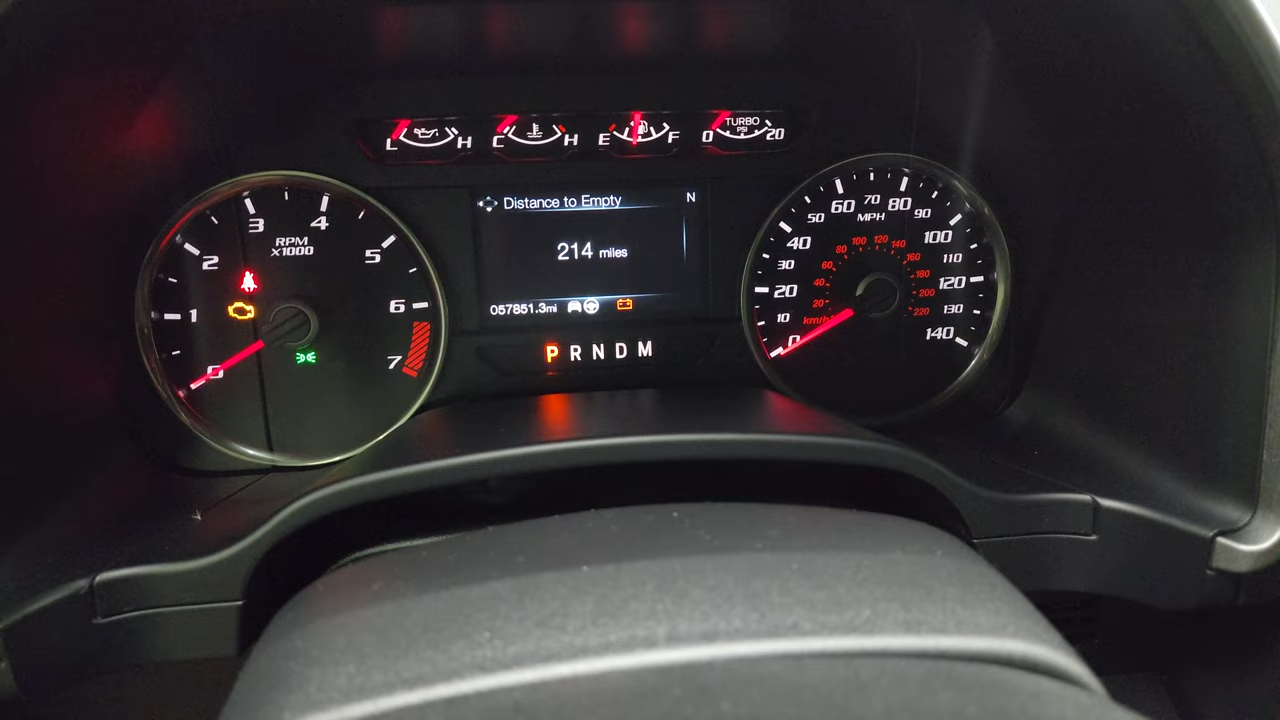 L H C H E F 0 TURBO PSI 20
Distance to Empty N
214 miles
057851.3mi
P R N D M
RPM
x1000
0 1 2 3 4 5 6 7
MPH
0 10 20 30 40 50 60 70 80 90 100 110 120 130 140
km/h
20 40 60 80 100 120 140 160 180 200 220